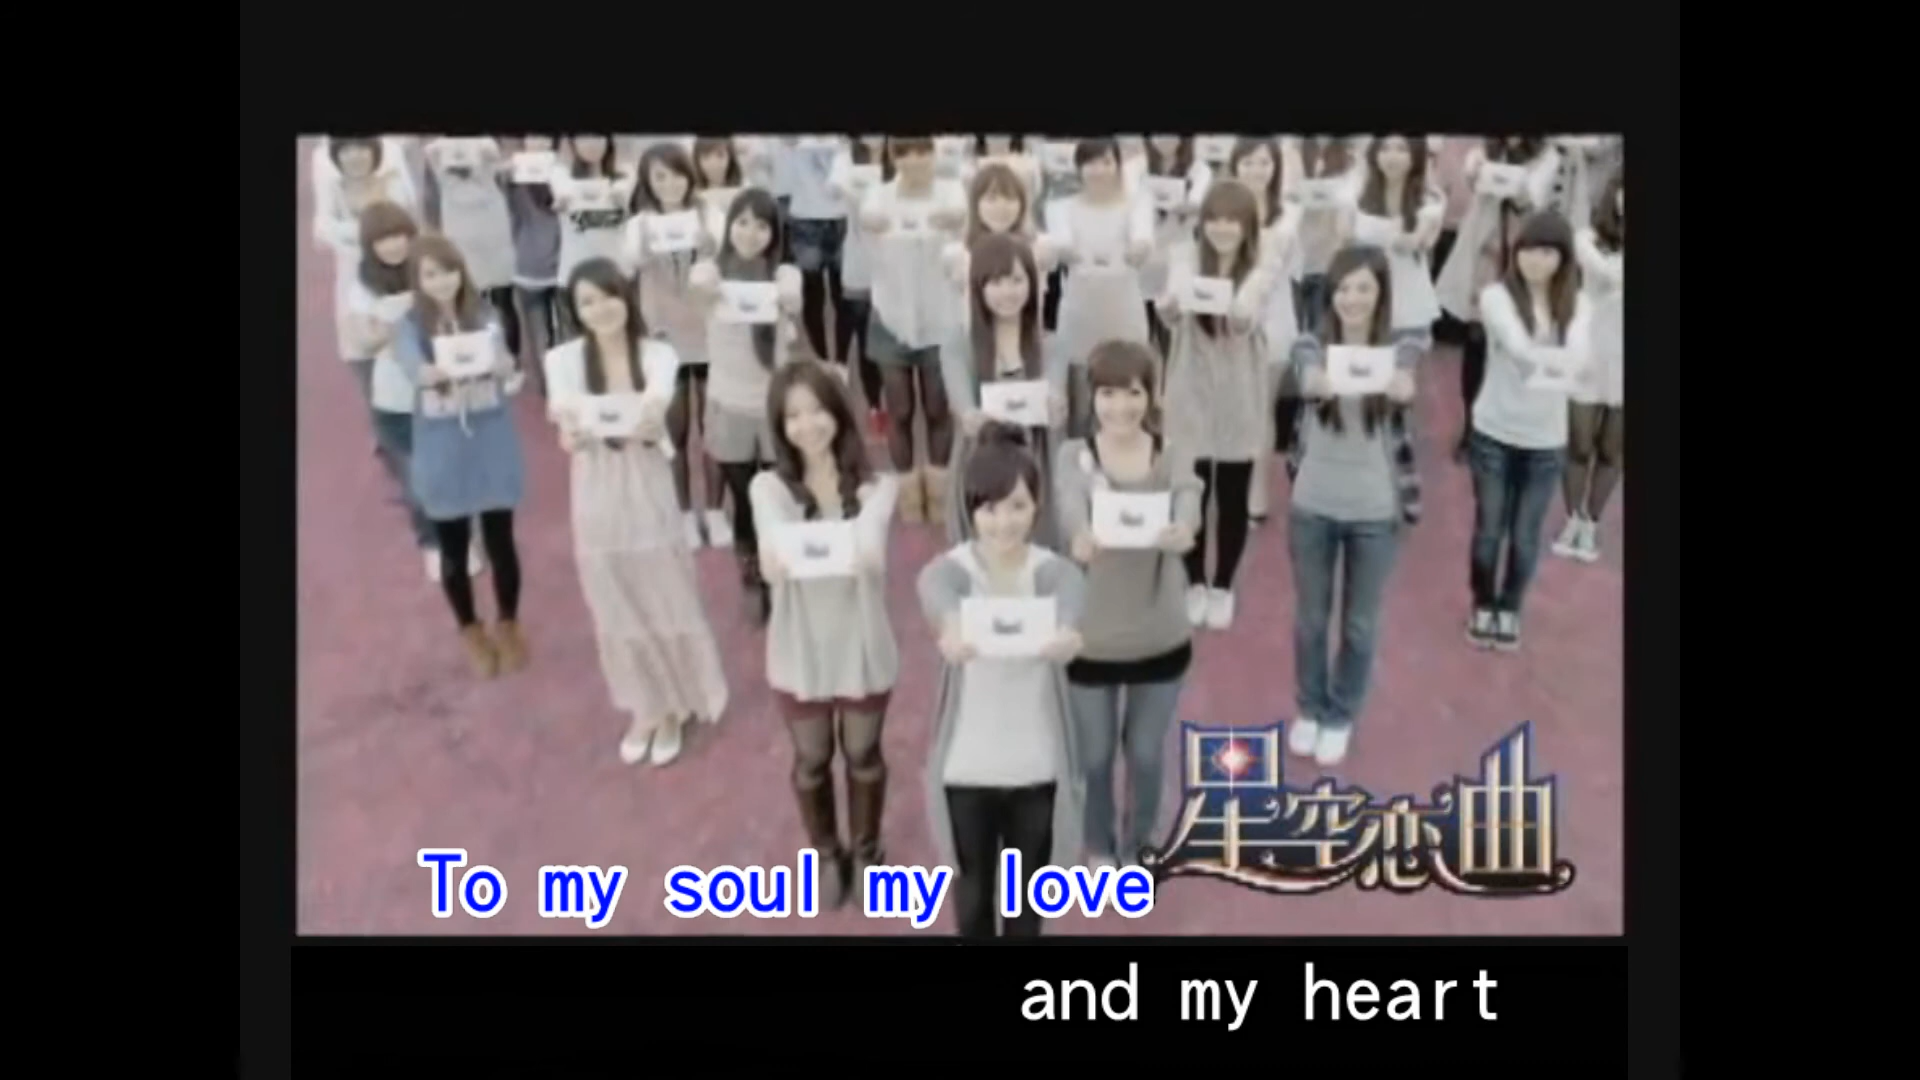 星空恋曲
To my soul my love
and my heart